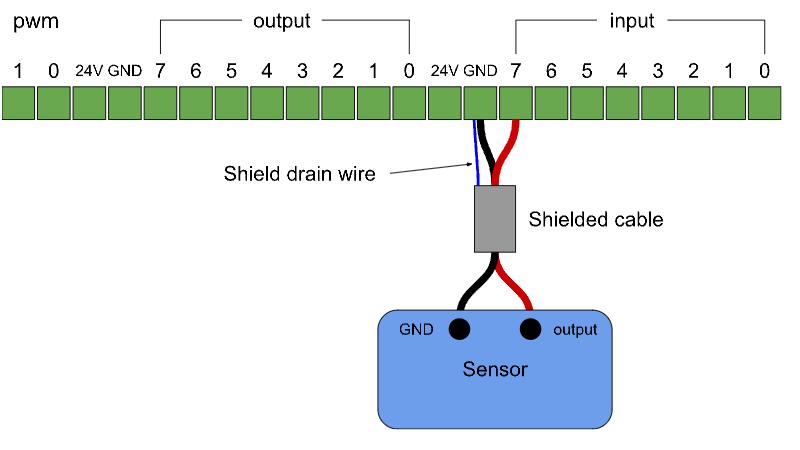 pwm output input
1 0 24V GND 7 6 5 4 3 2 1 0 24V GND 7 6 5 4 3 2 1 0
Shield drain wire
Shielded cable
GND output
Sensor